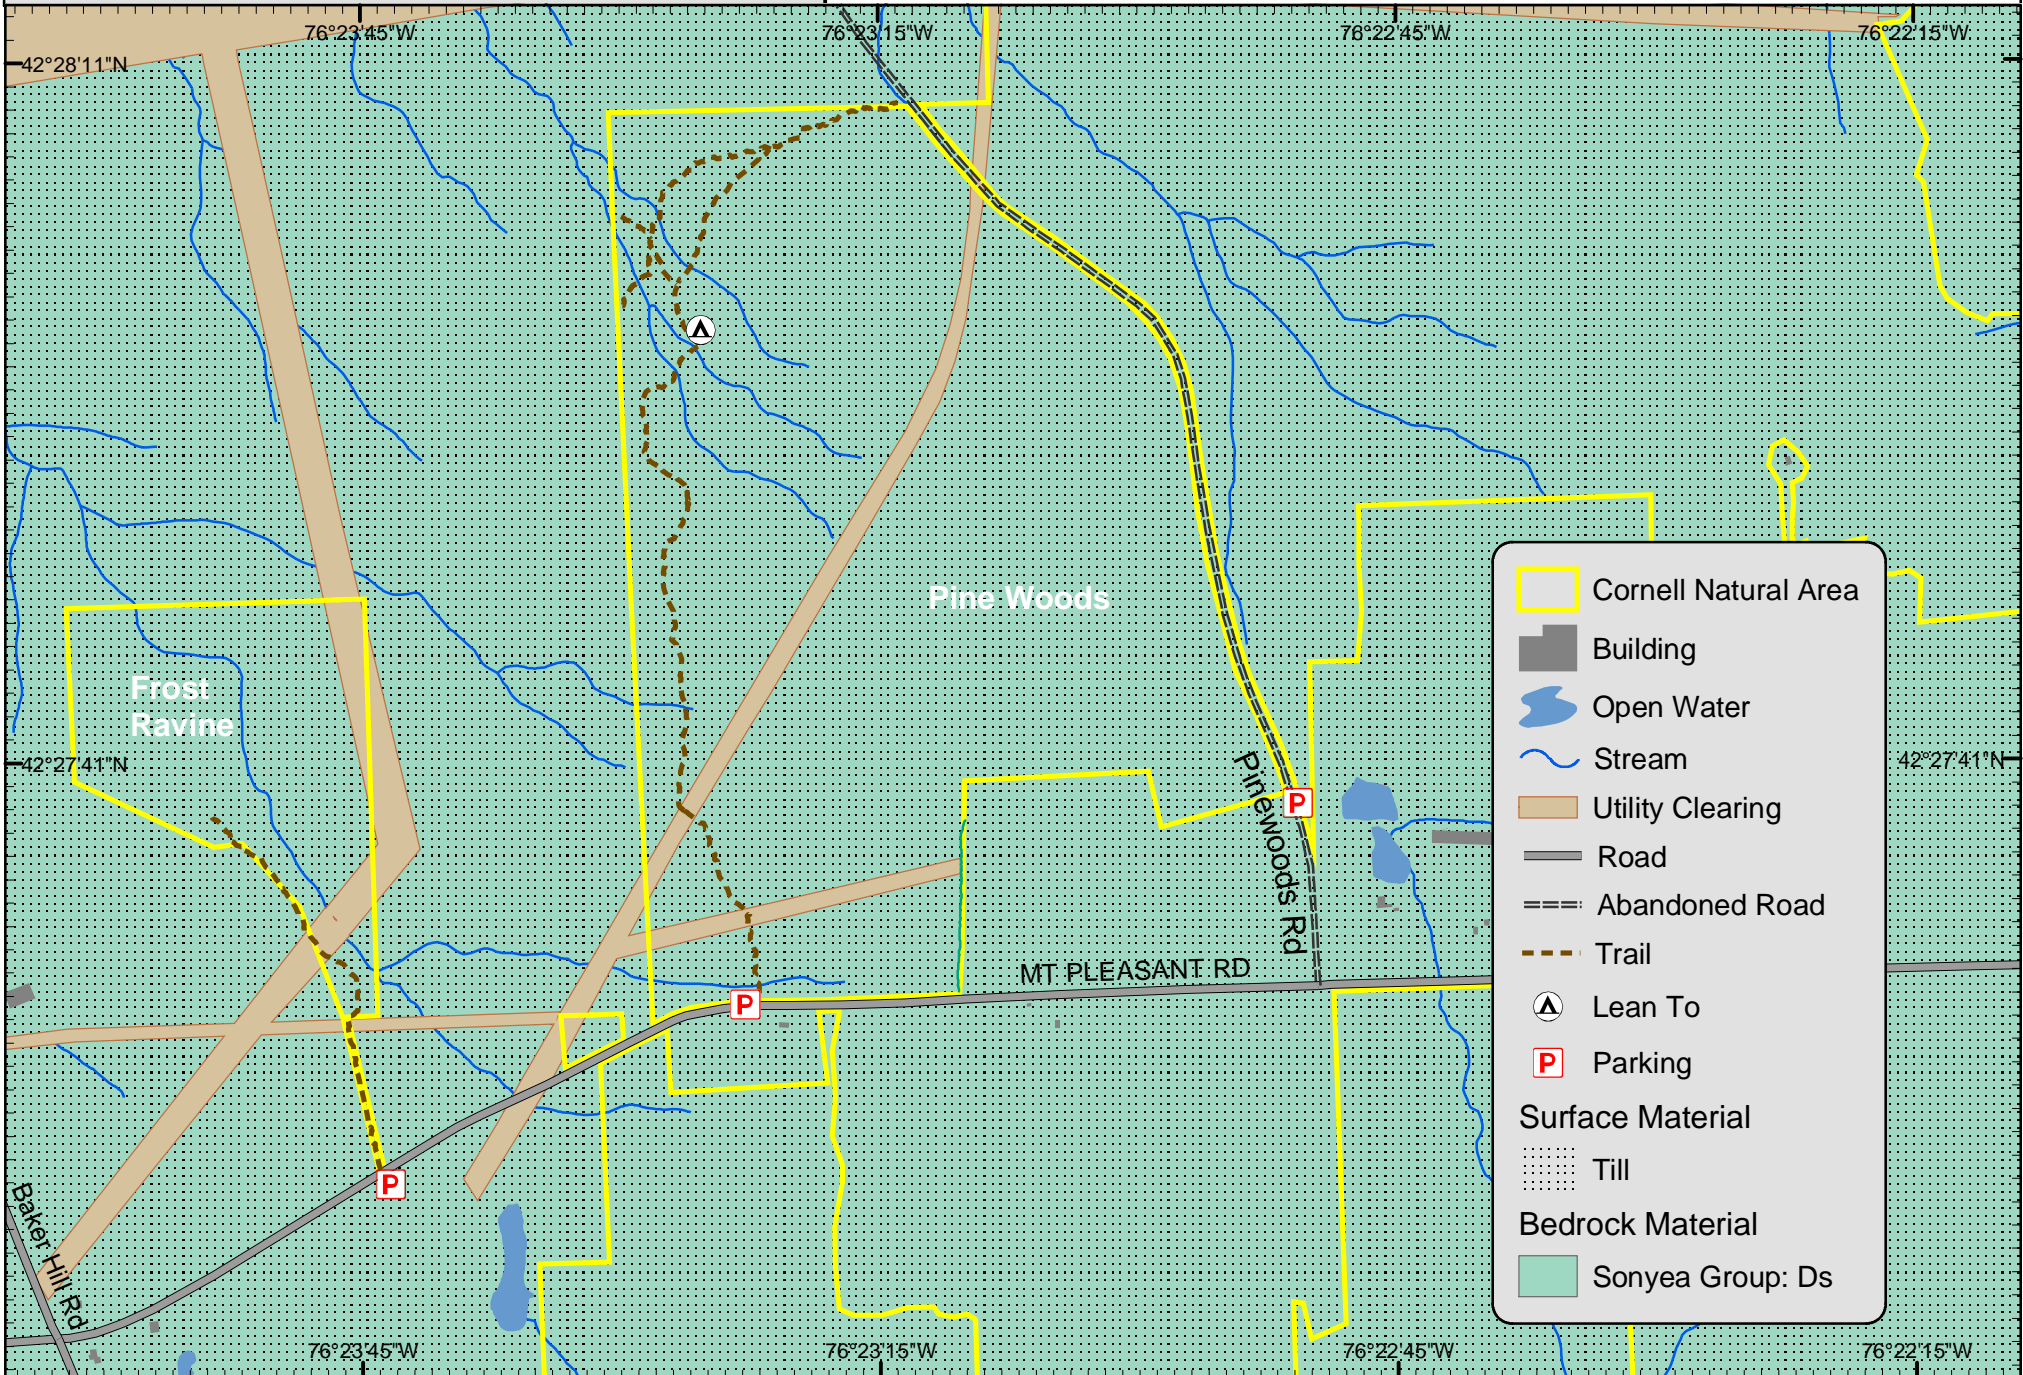 76°23'45"W
76°23'15"W
76°22'45"W
76°22'15"W
42°28'11"N
Pine Woods
Frost
Ravine
42°27'41"N
42°27'41"N
Pinewoods Rd
MT PLEASANT RD
Baker Hill Rd
P
P
P
Cornell Natural Area
Building
Open Water
Stream
Utility Clearing
Road
Abandoned Road
Trail
Lean To
P
Parking
Surface Material
Till
Bedrock Material
Sonyea Group: Ds
76°23'45"W
76°23'15"W
76°22'45"W
76°22'15"W